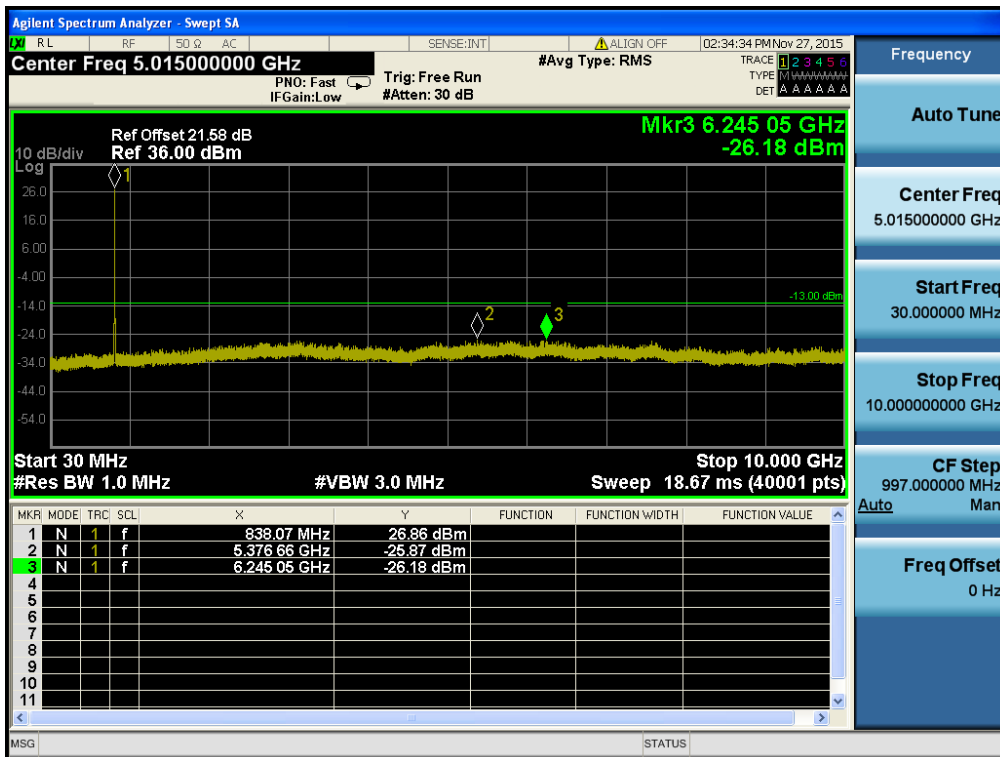 Agilent Spectrum Analyzer - Swept SA
LXI RL RF 50 Ω AC SENSE:INT ALIGN OFF 02:34:34 PM Nov 27, 2015
Center Freq 5.015000000 GHz #Avg Type: RMS TRACE 1 2 3 4 5 6
PNO: Fast Trig: Free Run TYPE M W W W W W
IFGain:Low #Atten: 30 dB DET A A A A A A
Mkr3 6.245 05 GHz
-26.18 dBm
Ref Offset 21.58 dB
10 dB/div Ref 36.00 dBm
Log
1
26.0
16.0
6.00
-4.00
-13.00 dBm
-14.0
2 3
-24.0
-34.0
-44.0
-54.0
Start 30 MHz Stop 10.000 GHz
#Res BW 1.0 MHz #VBW 3.0 MHz Sweep 18.67 ms (40001 pts)
MKR MODE TRC SCL X Y FUNCTION FUNCTION WIDTH FUNCTION VALUE
1 N 1 f 838.07 MHz 26.86 dBm
2 N 1 f 5.376 66 GHz -25.87 dBm
3 N 1 f 6.245 05 GHz -26.18 dBm
4
5
6
7
8
9
10
11
MSG STATUS
Frequency
Auto Tune
Center Freq
5.015000000 GHz
Start Freq
30.000000 MHz
Stop Freq
10.000000000 GHz
CF Step
997.000000 MHz
Auto Man
Freq Offset
0 Hz